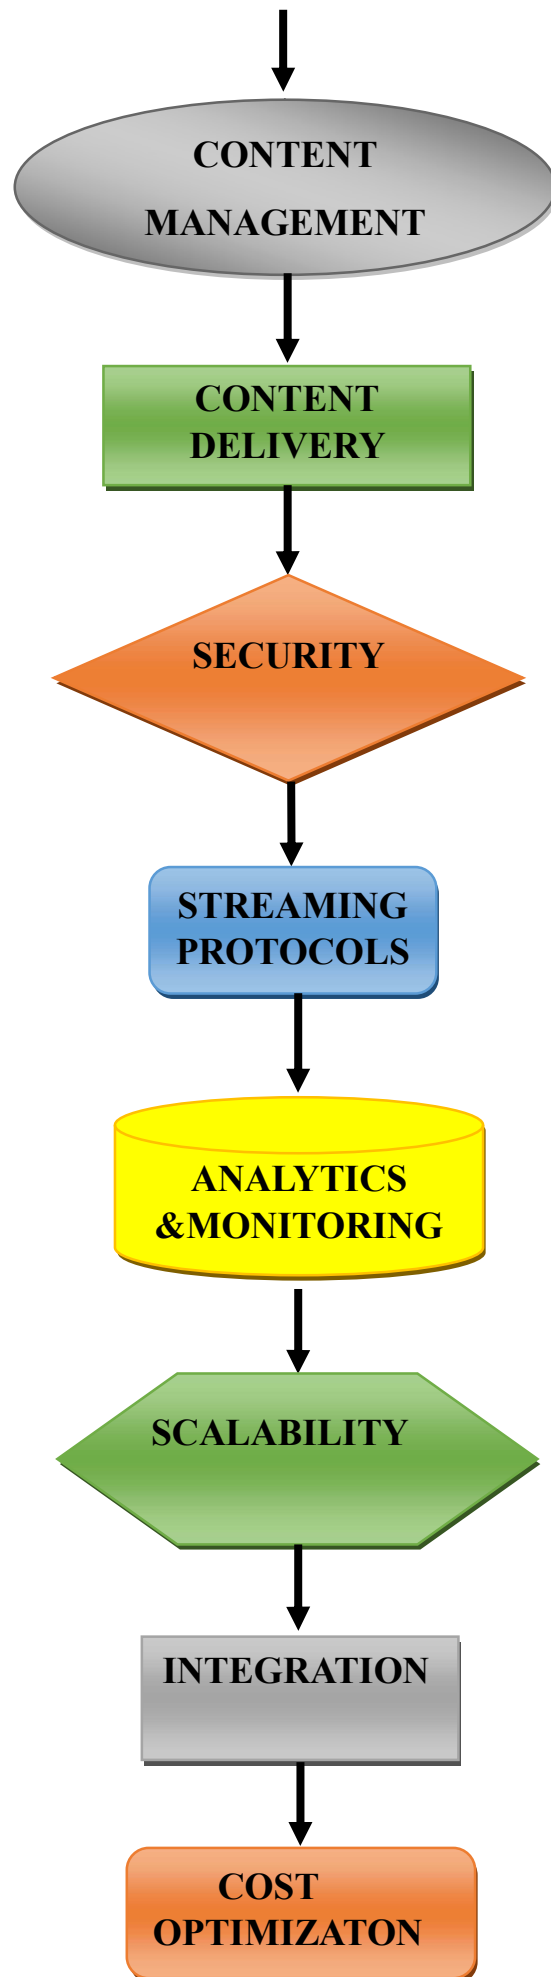 CONTENT
MANAGEMENT
CONTENT
DELIVERY
SECURITY
STREAMING
PROTOCOLS
ANALYTICS
&MONITORING
SCALABILITY
INTEGRATION
COST
OPTIMIZATON